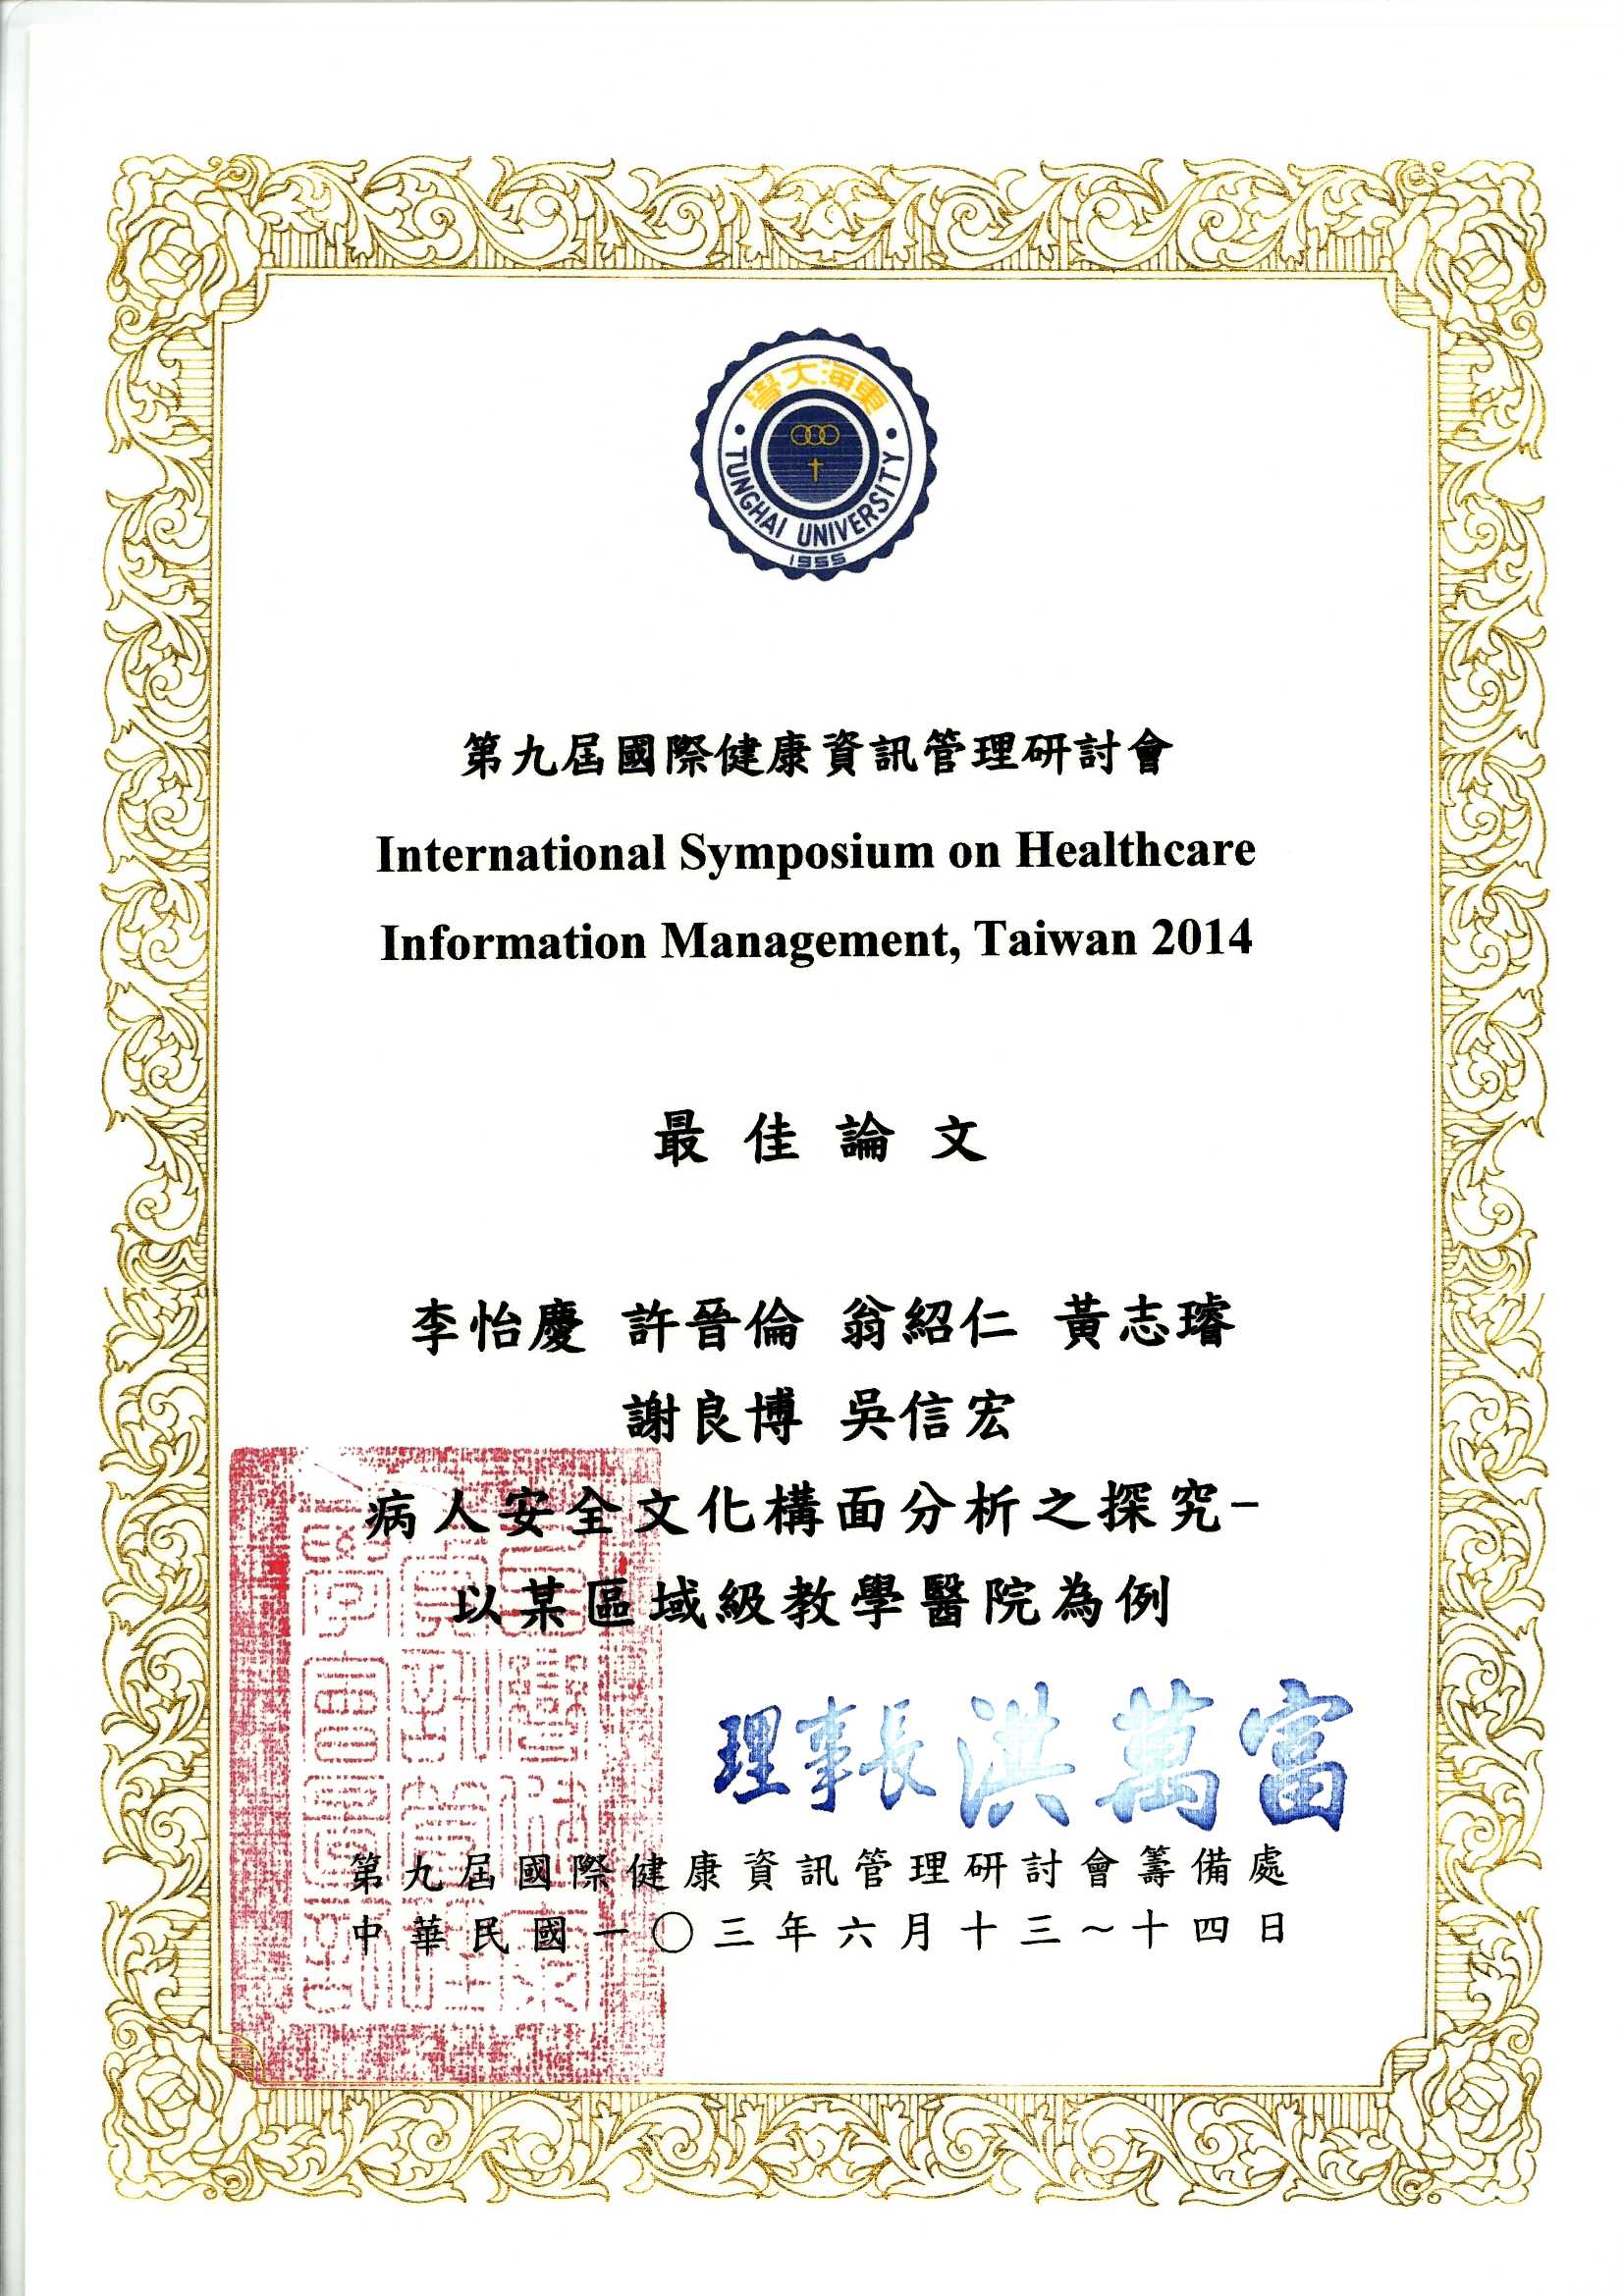 學大海東
TUNGHAI UNIVERSITY
1955
第九屆國際健康資訊管理研討會
International Symposium on Healthcare
Information Management, Taiwan 2014
最佳論文
李怡慶 許晉倫 翁紹仁 黃志璿
謝良博 吳信宏
病人安全文化構面分析之探究-
以某區域級教學醫院為例
理事長 洪萬富
第九屆國際健康資訊管理研討會籌備處
中華民國一〇三年六月十三~十四日